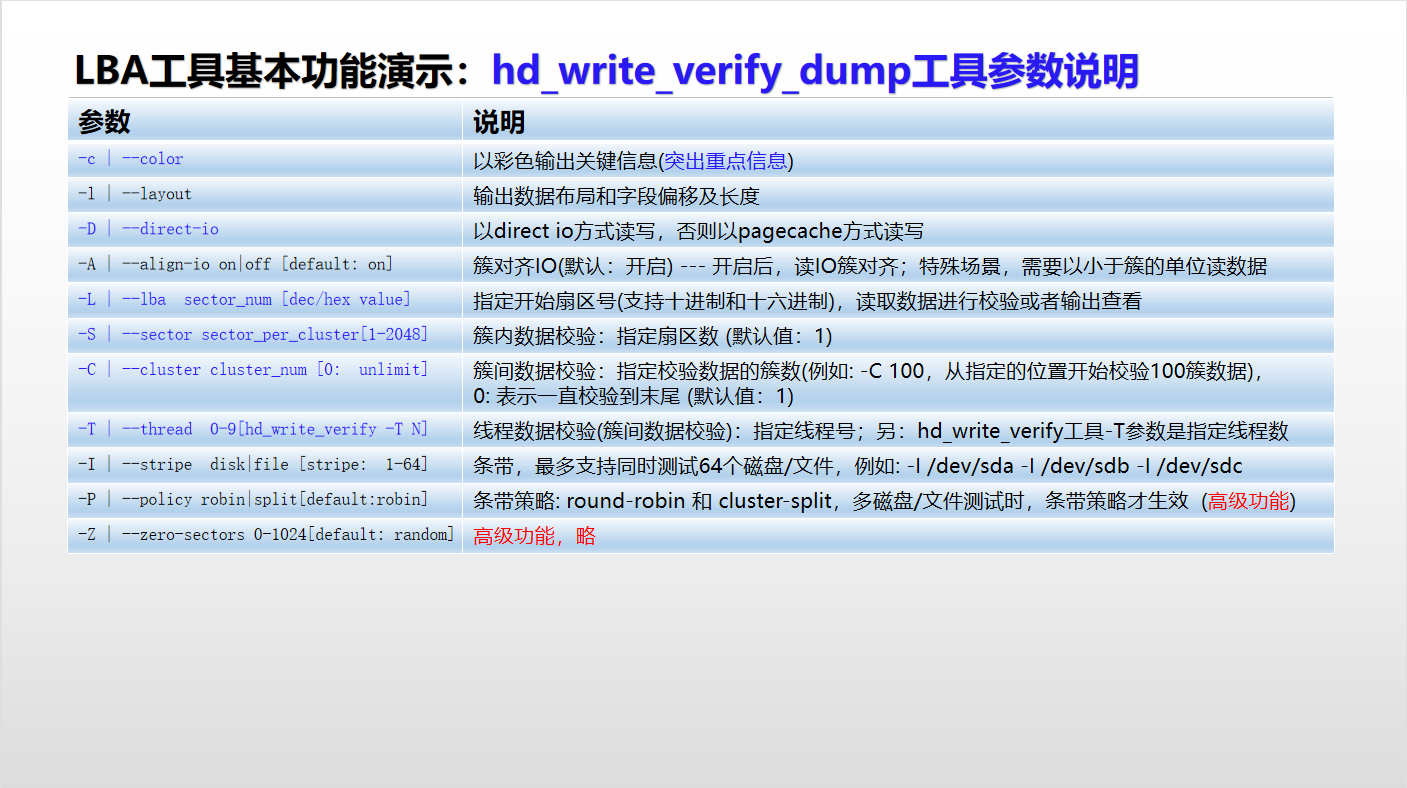 LBA工具基本功能演示：hd_write_verify_dump工具参数说明
参数 说明
-c | --color 以彩色输出关键信息(突出重点信息)
-l | --layout 输出数据布局和字段偏移及长度
-D | --direct-io 以direct io方式读写，否则以pagecache方式读写
-A | --align-io on|off [default: on] 簇对齐IO(默认：开启) --- 开启后，读IO簇对齐；特殊场景，需要以小于簇的单位读数据
-L | --lba  sector_num [dec/hex value] 指定开始扇区号(支持十进制和十六进制)，读取数据进行校验或者输出查看
-S | --sector sector_per_cluster[1-2048] 簇内数据校验：指定扇区数 (默认值：1)
-C | --cluster cluster_num [0:  unlimit] 簇间数据校验：指定校验数据的簇数(例如: -C 100，从指定的位置开始校验100簇数据)，
0: 表示一直校验到末尾 (默认值：1)
-T | --thread  0-9[hd_write_verify -T N] 线程数据校验(簇间数据校验)：指定线程号；另：hd_write_verify工具-T参数是指定线程数
-I | --stripe  disk|file [stripe:  1-64] 条带，最多支持同时测试64个磁盘/文件，例如: -I /dev/sda -I /dev/sdb -I /dev/sdc
-P | --policy robin|split[default:robin] 条带策略: round-robin 和 cluster-split，多磁盘/文件测试时，条带策略才生效（高级功能)
-Z | --zero-sectors 0-1024[default: random] 高级功能，略